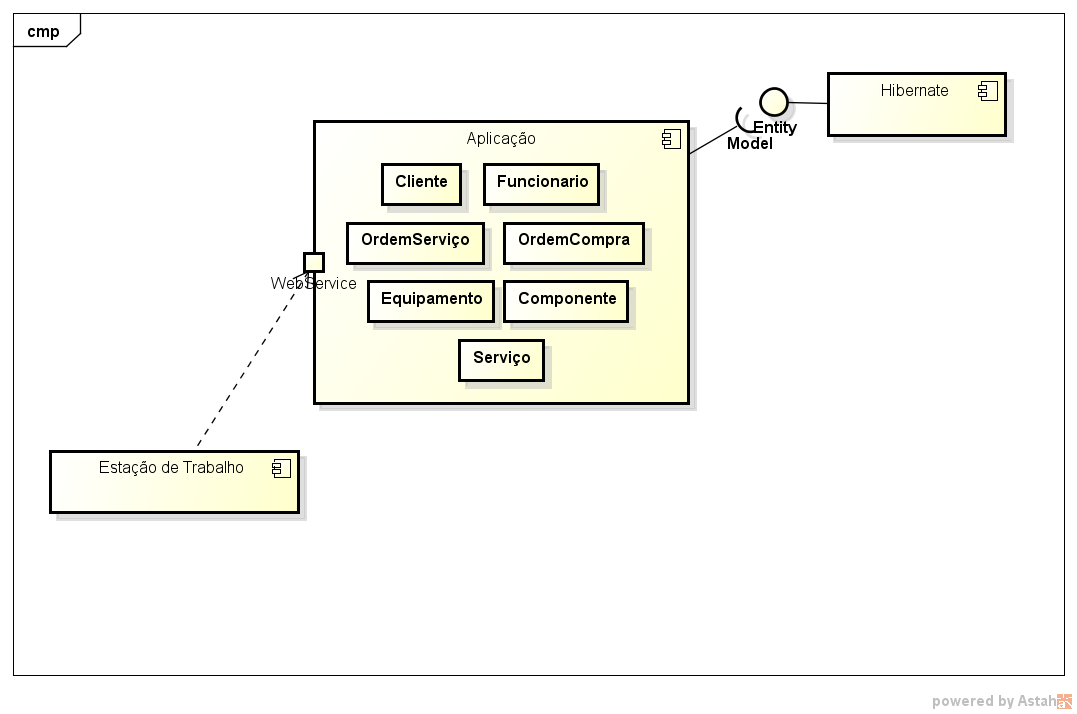 cmp
Hibernate
Entity
Model
Aplicação
Cliente
Funcionario
OrdemServiço
OrdemCompra
WebService
Equipamento
Componente
Serviço
Estação de Trabalho
powered by Astah